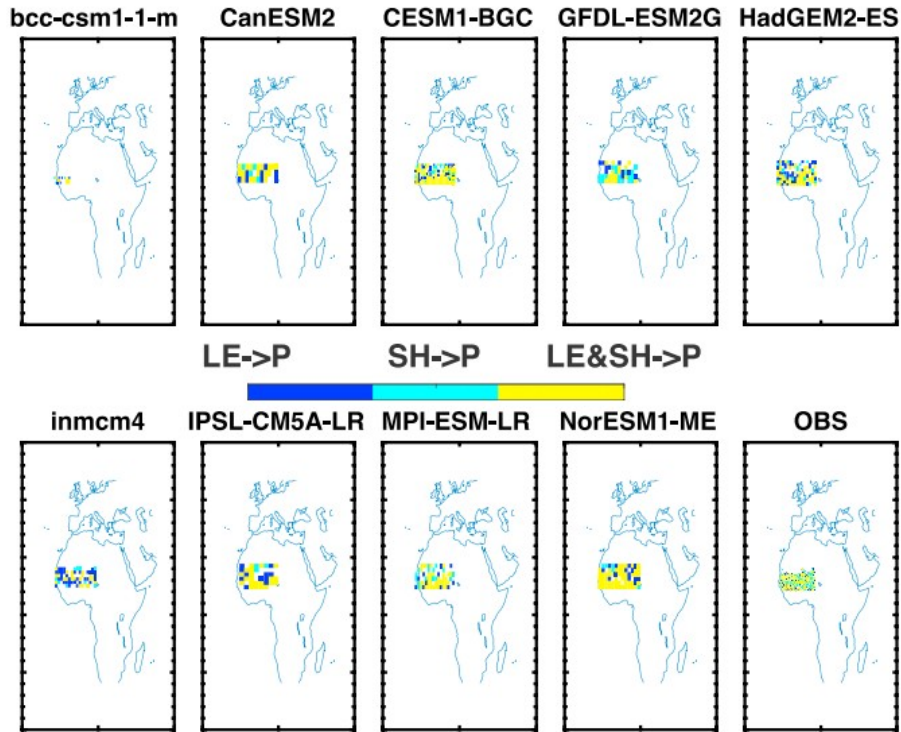 bcc-csm1-1-m CanESM2 CESM1-BGC GFDL-ESM2G HadGEM2-ES
LE->P SH->P LE&SH->P
inmcm4 IPSL-CM5A-LR MPI-ESM-LR NorESM1-ME OBS